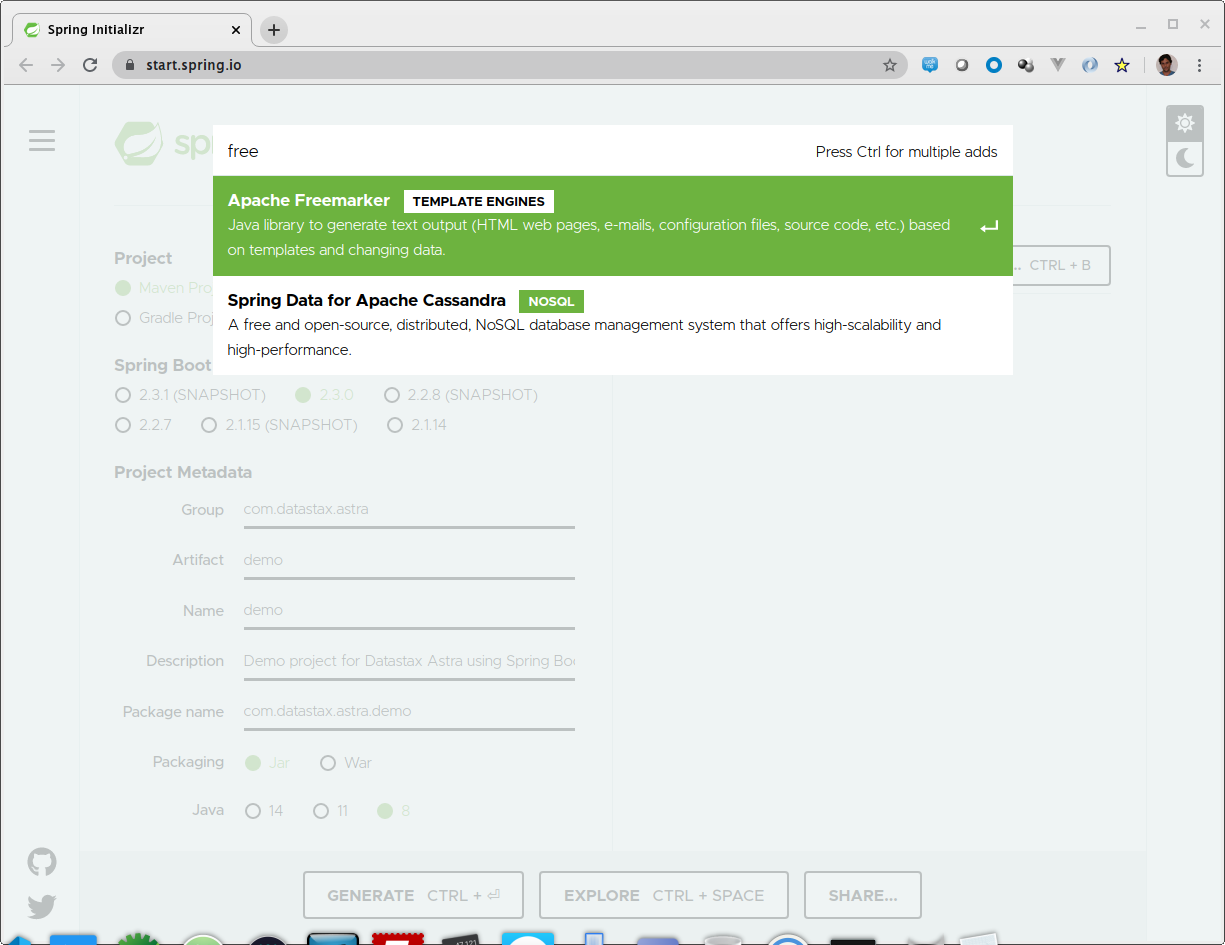 Spring Initializr
start.spring.io
spr
free Press Ctrl for multiple adds
Apache Freemarker TEMPLATE ENGINES
Java library to generate text output (HTML web pages, e-mails, configuration files, source code, etc.) based
on templates and changing data.
Spring Data for Apache Cassandra NOSQL
A free and open-source, distributed, NoSQL database management system that offers high-scalability and
high-performance.
.. CTRL + B
Project
Maven Pro
Gradle Proj
Spring Boot
2.3.1 (SNAPSHOT) 2.3.0 2.2.8 (SNAPSHOT)
2.2.7 2.1.15 (SNAPSHOT) 2.1.14
Project Metadata
Group com.datastax.astra
Artifact demo
Name demo
Description Demo project for Datastax Astra using Spring Boo
Package name com.datastax.astra.demo
Packaging Jar War
Java 14 11 8
GENERATE CTRL + ⏎ EXPLORE CTRL + SPACE SHARE...